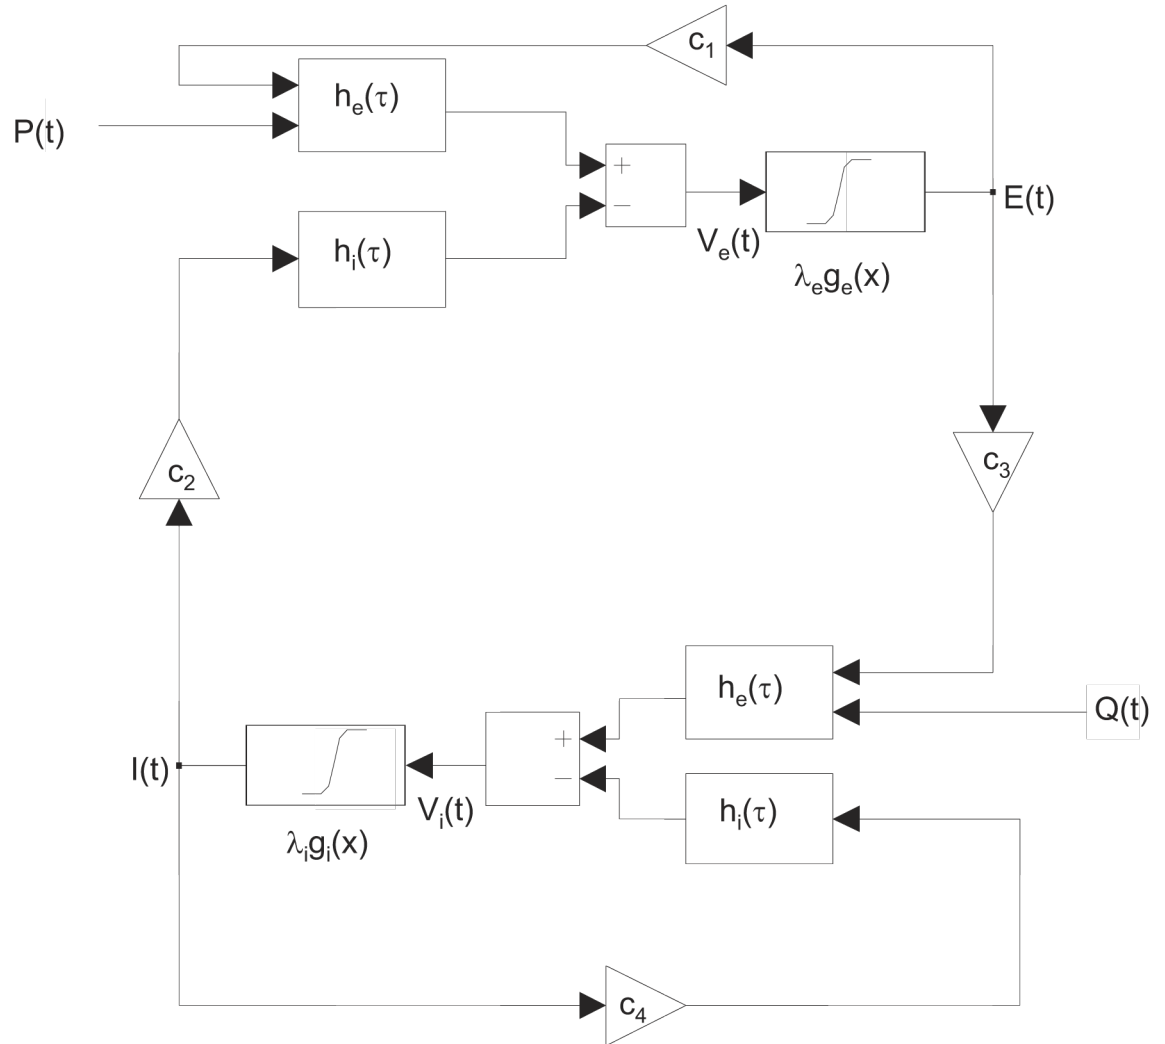 c₁
hₑ(τ)
P(t)
+
−
E(t)
Vₑ(t)
hᵢ(τ)
λₑgₑ(x)
c₂
c₃
hₑ(τ)
Q(t)
+
−
I(t)
Vᵢ(t)
hᵢ(τ)
λᵢgᵢ(x)
c₄